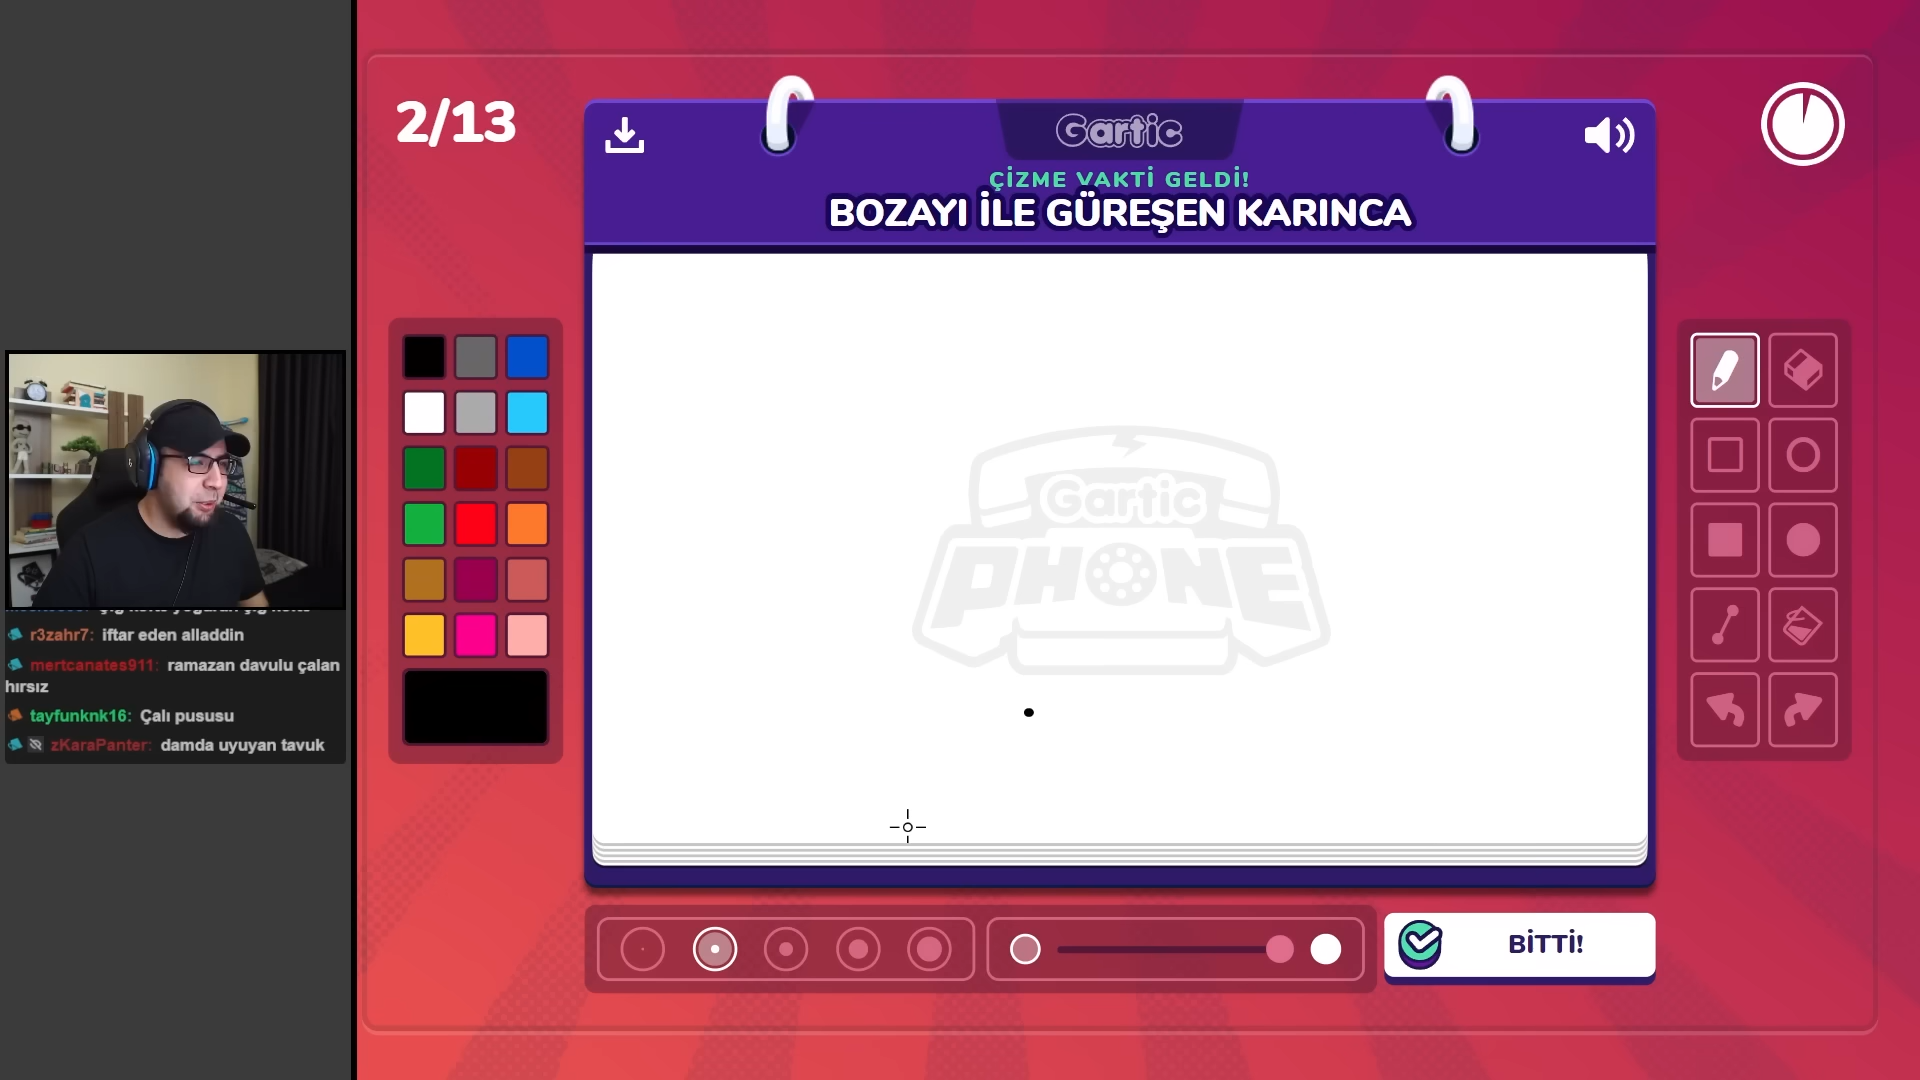 2/13
Gartic
ÇİZME VAKTİ GELDİ!
BOZAYI İLE GÜREŞEN KARINCA
Gartic
PHONE
r3zahr7: iftar eden alladdin
mertcanates911: ramazan davulu çalan
hırsız
tayfunknk16: Çalı pususu
zKaraPanter: damda uyuyan tavuk
BİTTİ!